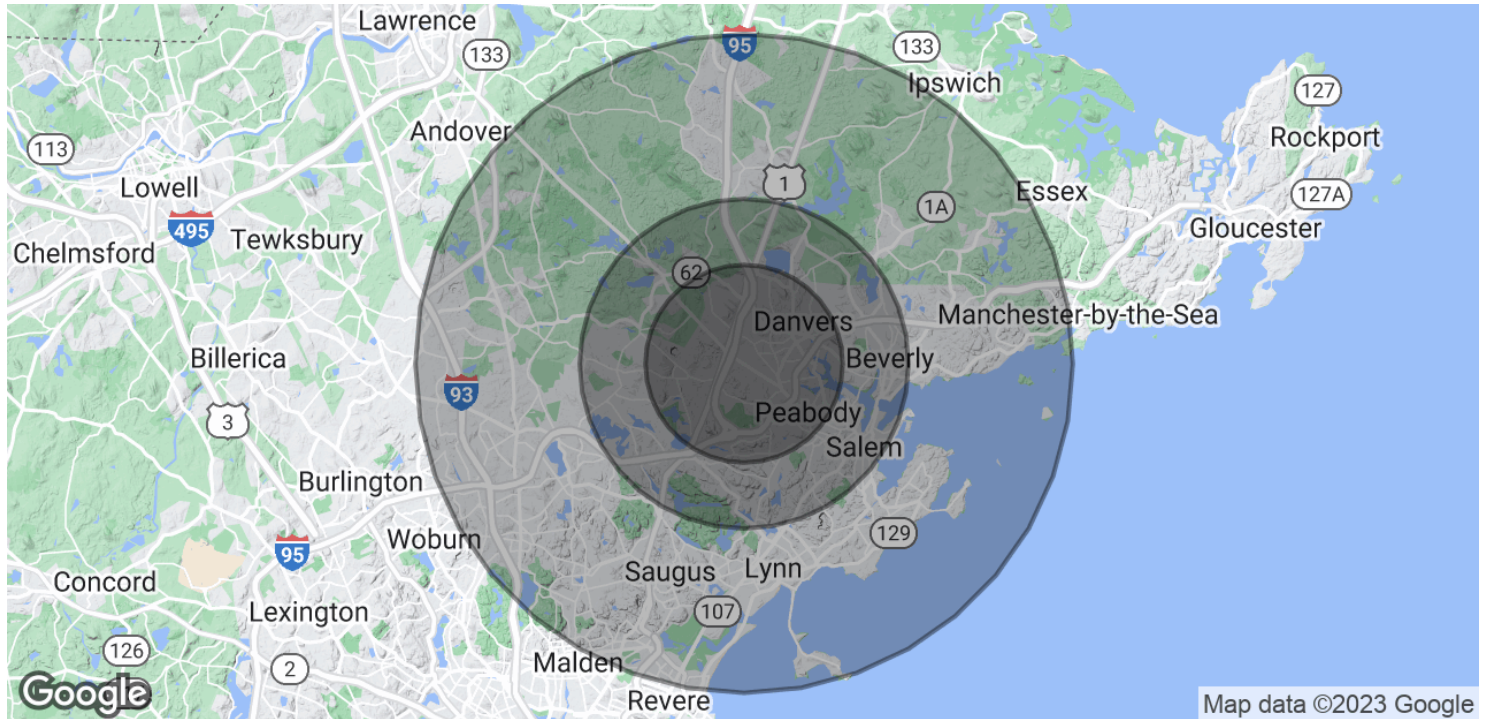 Lawrence
133
95
133
Ipswich
127
Andover
Rockport
113
Lowell
1
Essex
127A
1A
495
Tewksbury
Gloucester
Chelmsford
62
Danvers
Manchester-by-the-Sea
Billerica
Beverly
93
3
Peabody
Salem
Burlington
Woburn
129
95
Saugus
Lynn
Concord
Lexington
107
126
2
Malden
Google
Revere
Map data ©2023 Google